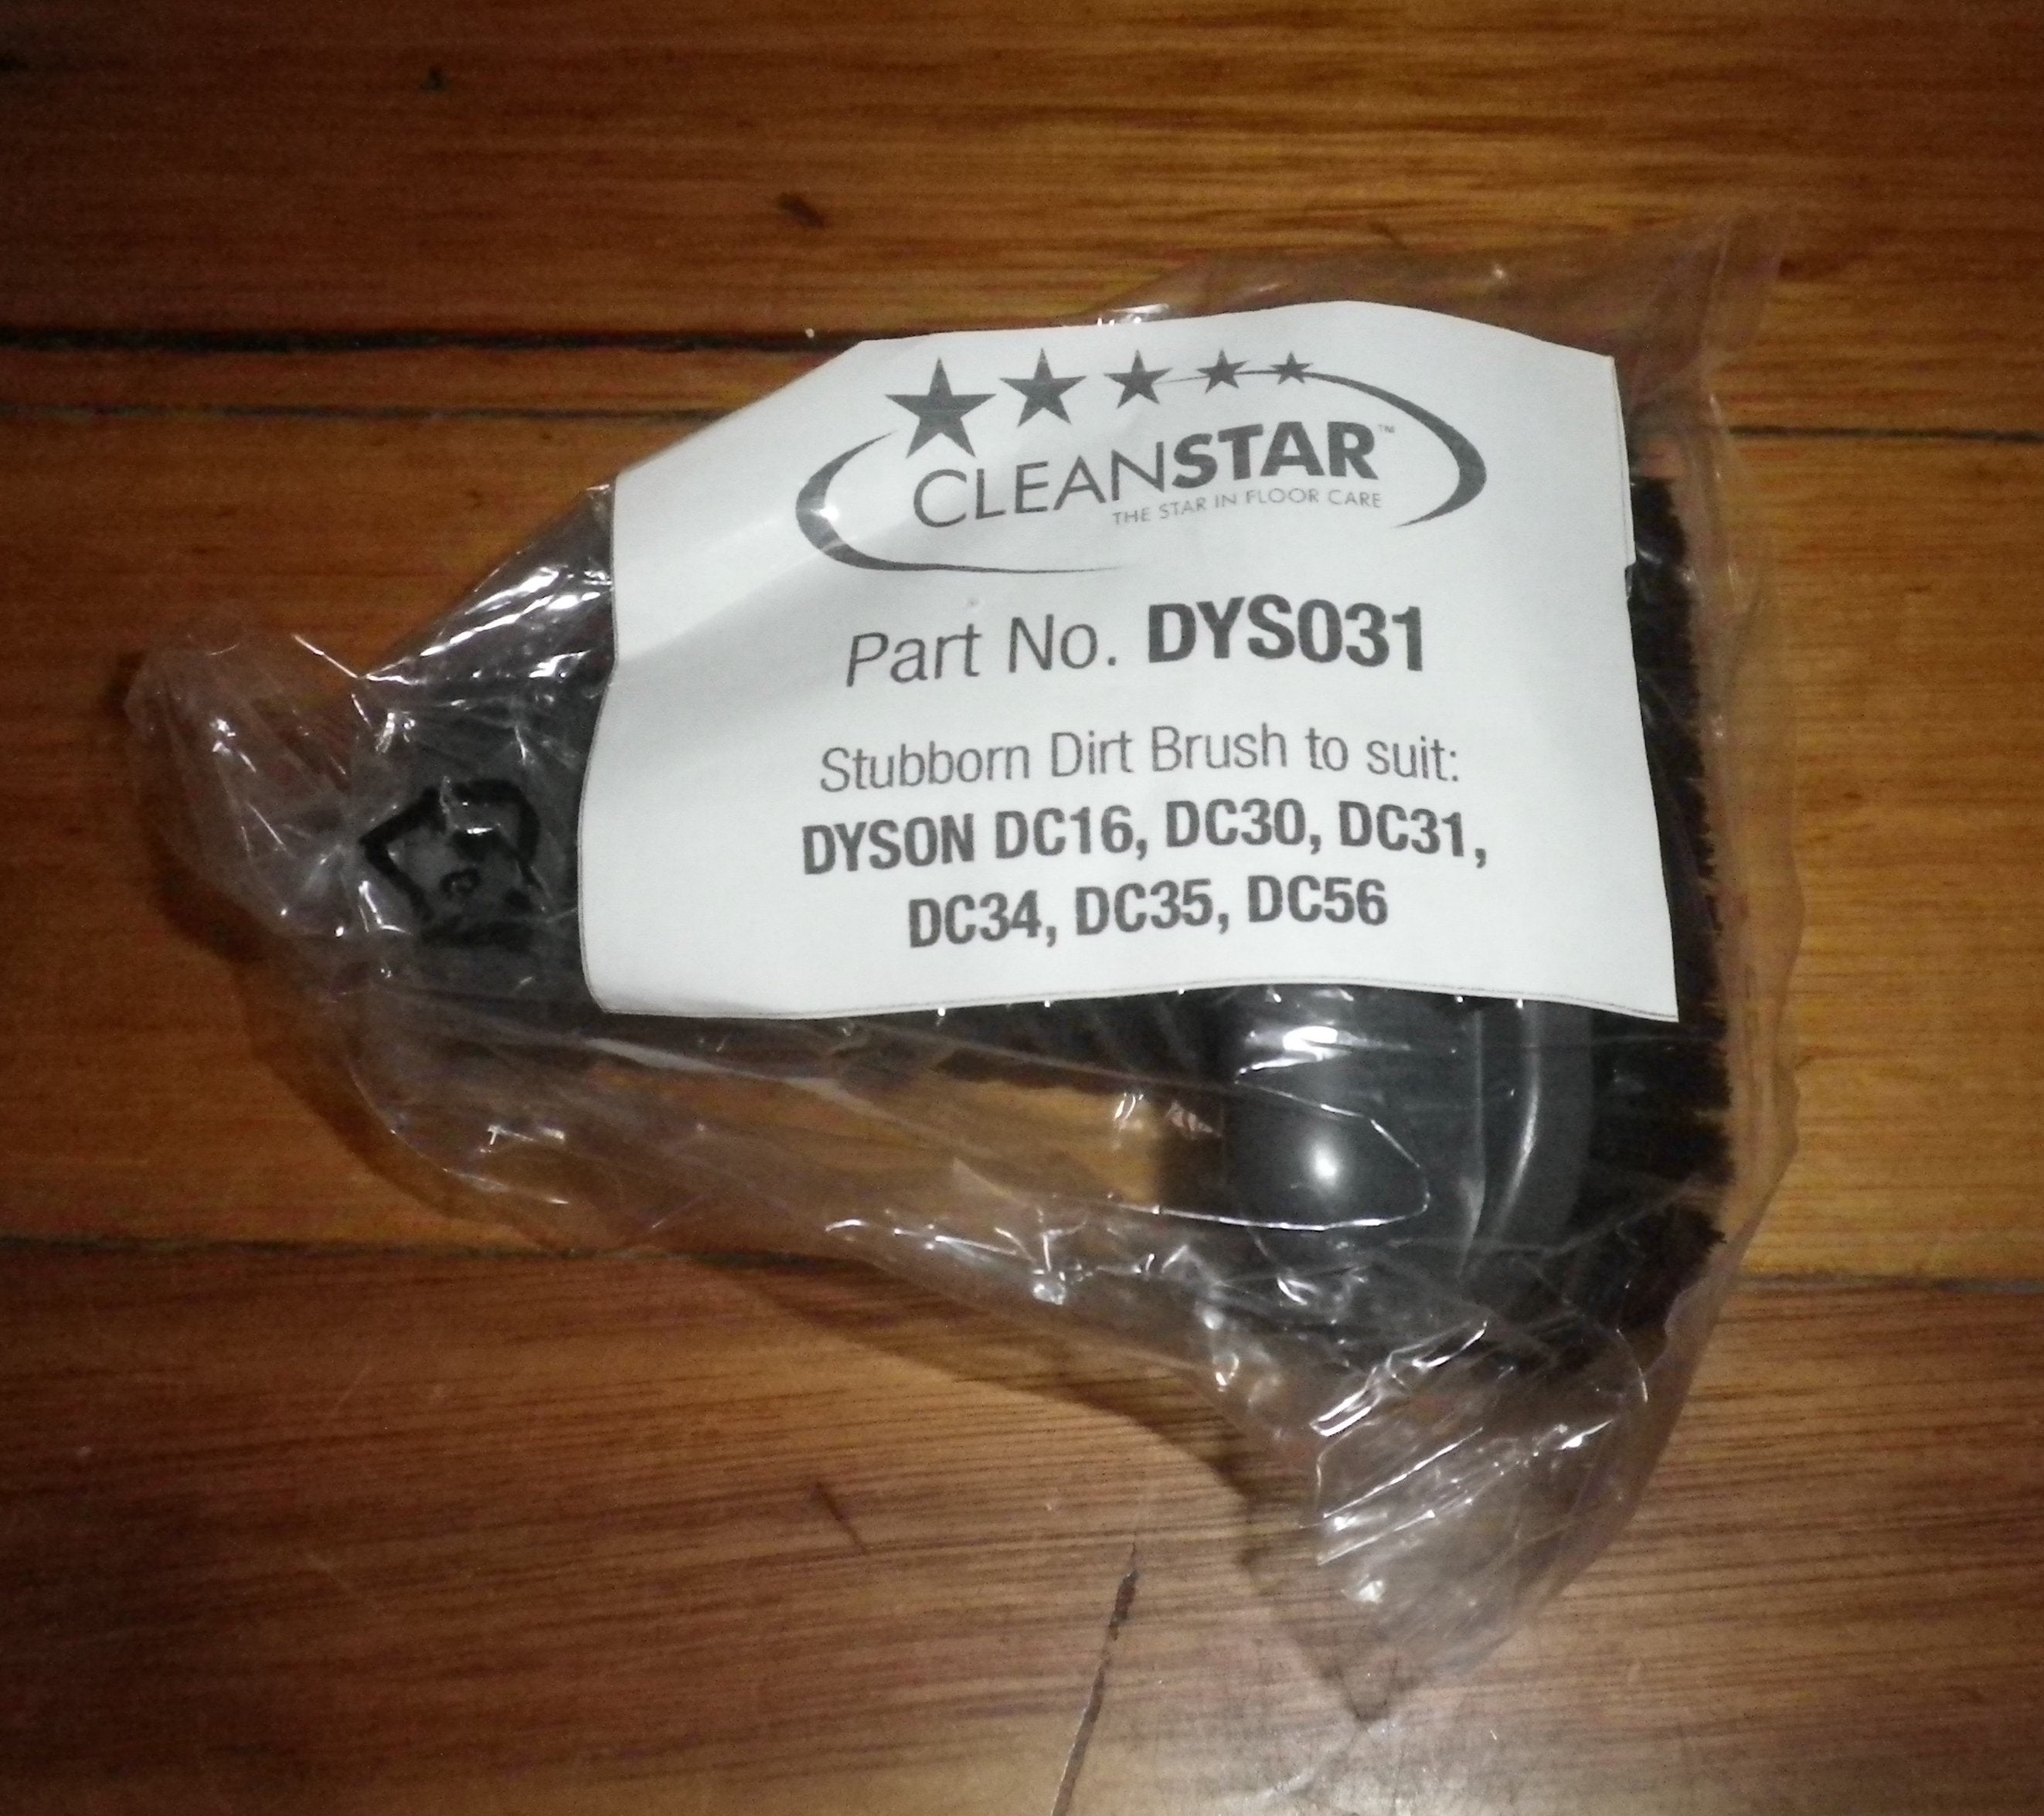 CLEANSTAR™
THE STAR IN FLOOR CARE
Part No. DYS031
Stubborn Dirt Brush to suit:
DYSON DC16, DC30, DC31,
DC34, DC35, DC56